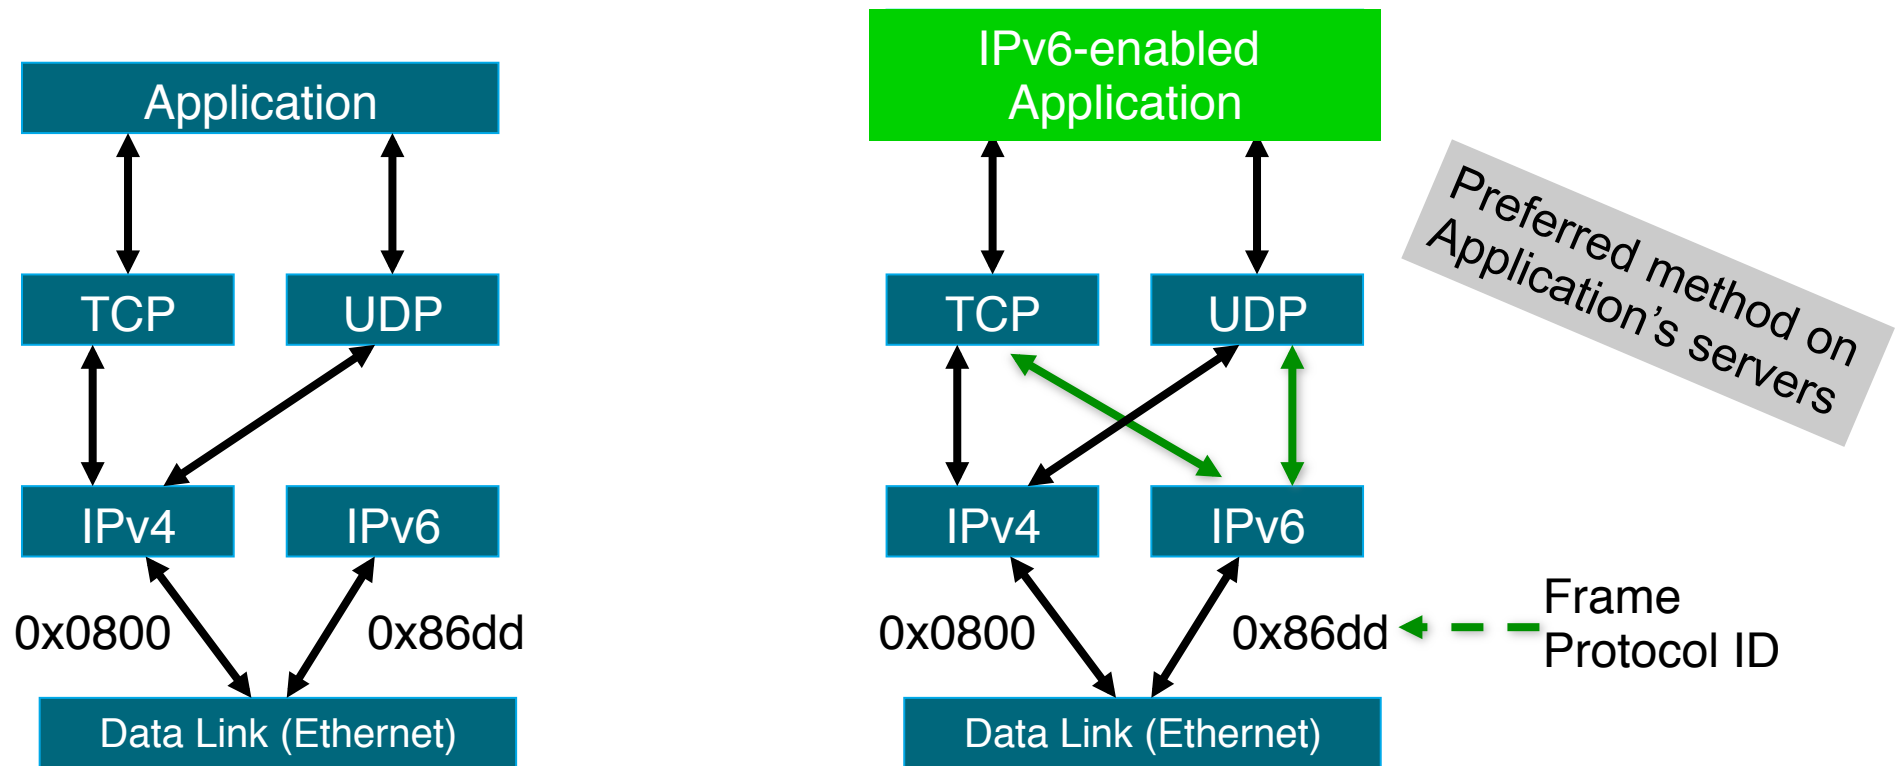 Application
TCP
UDP
IPv4
IPv6
0x0800
0x86dd
Data Link (Ethernet)
IPv6-enabled
Application
TCP
UDP
IPv4
IPv6
0x0800
0x86dd
Data Link (Ethernet)
Preferred method on
Application’s servers
Frame
Protocol ID